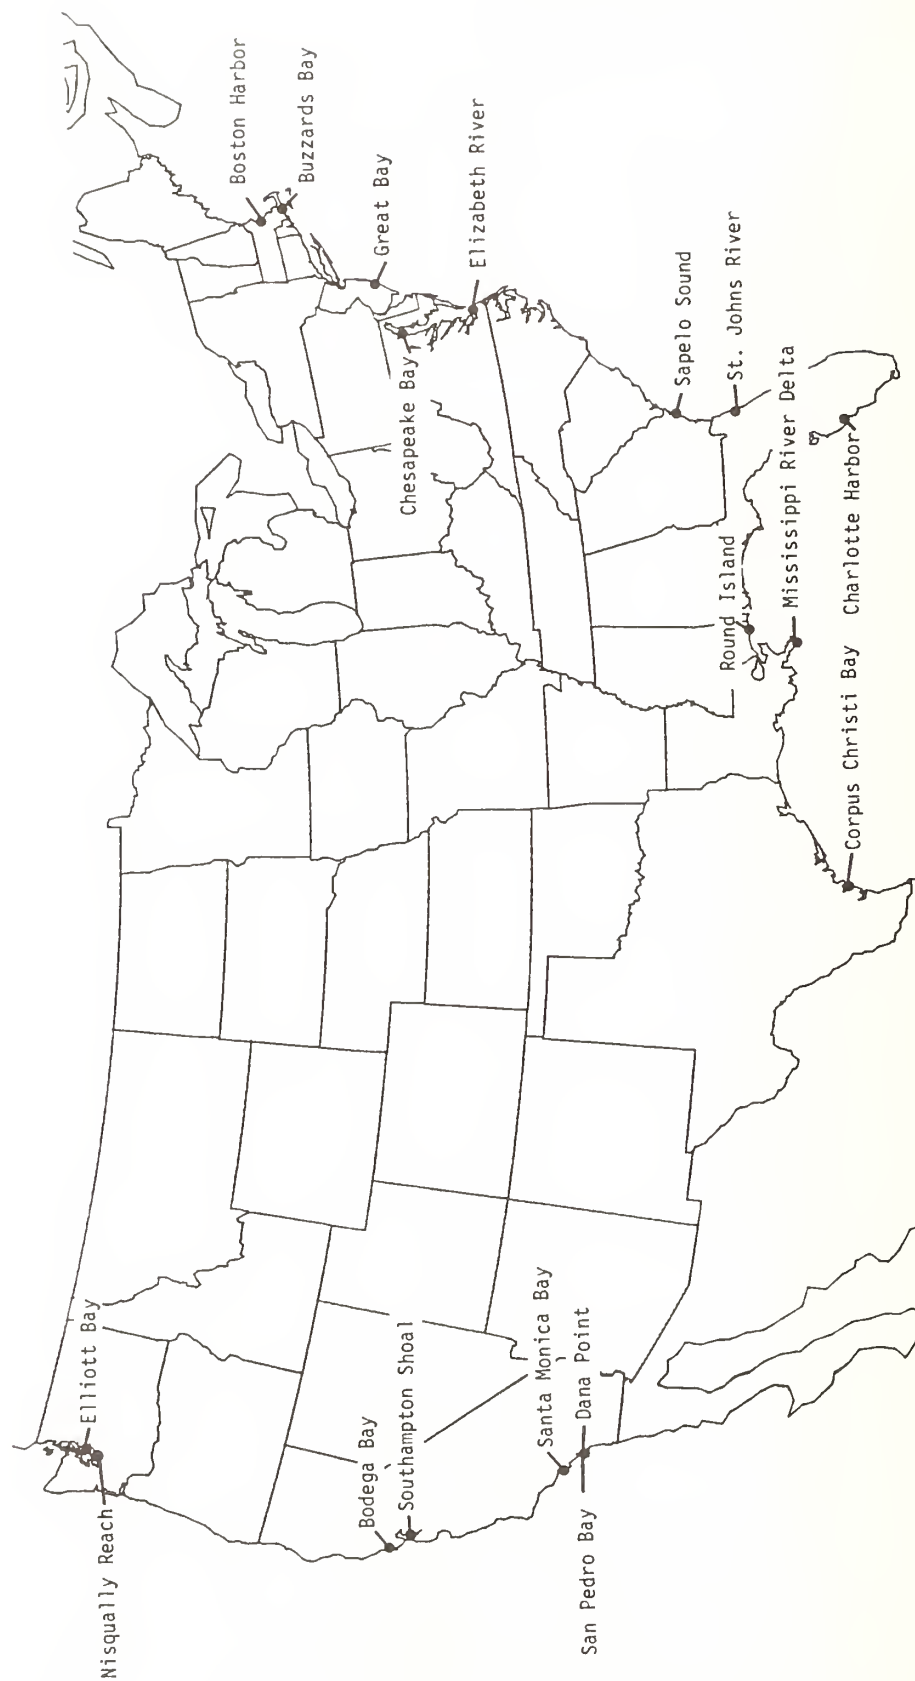 Nisqually Reach
Elliott Bay
Bodega Bay
Southampton Shoal
Santa Monica Bay
San Pedro Bay
Dana Point
Corpus Christi Bay
Mississippi River Delta
Round Island
Charlotte Harbor
St. Johns River
Sapelo Sound
Elizabeth River
Chesapeake Bay
Great Bay
Buzzards Bay
Boston Harbor